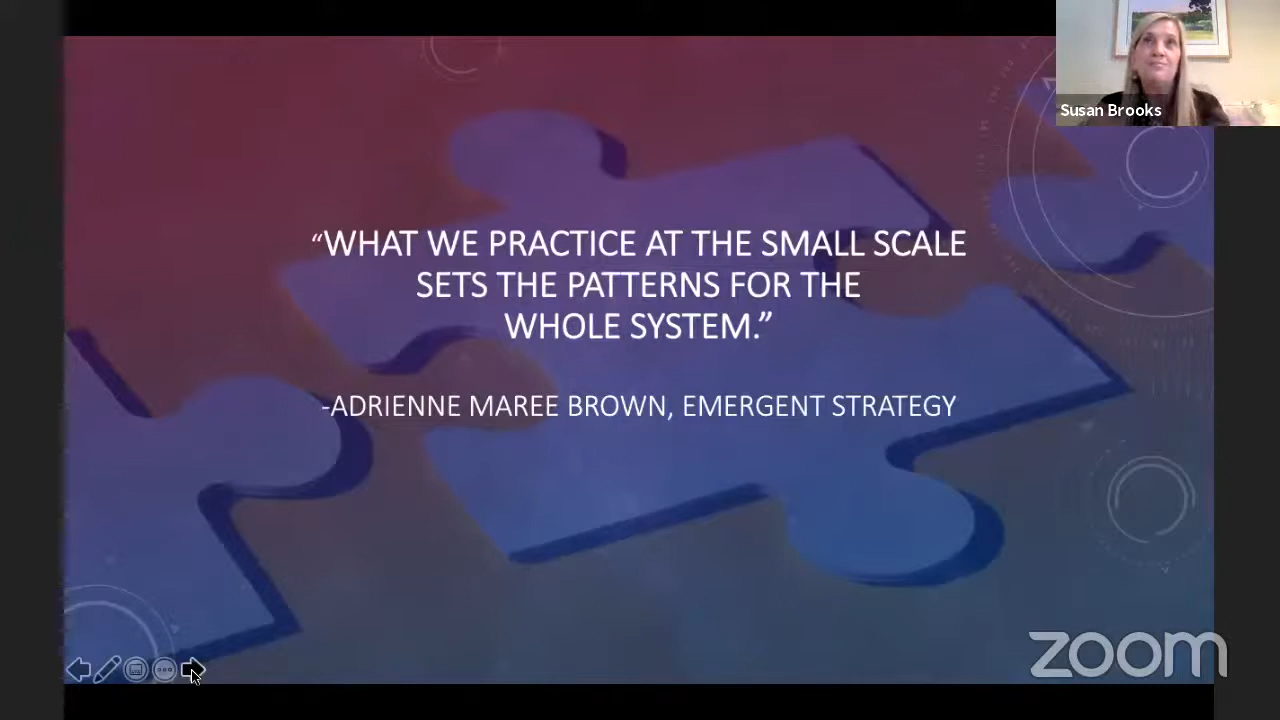 Susan Brooks
“WHAT WE PRACTICE AT THE SMALL SCALE
SETS THE PATTERNS FOR THE
WHOLE SYSTEM.”
-ADRIENNE MAREE BROWN, EMERGENT STRATEGY
zoom